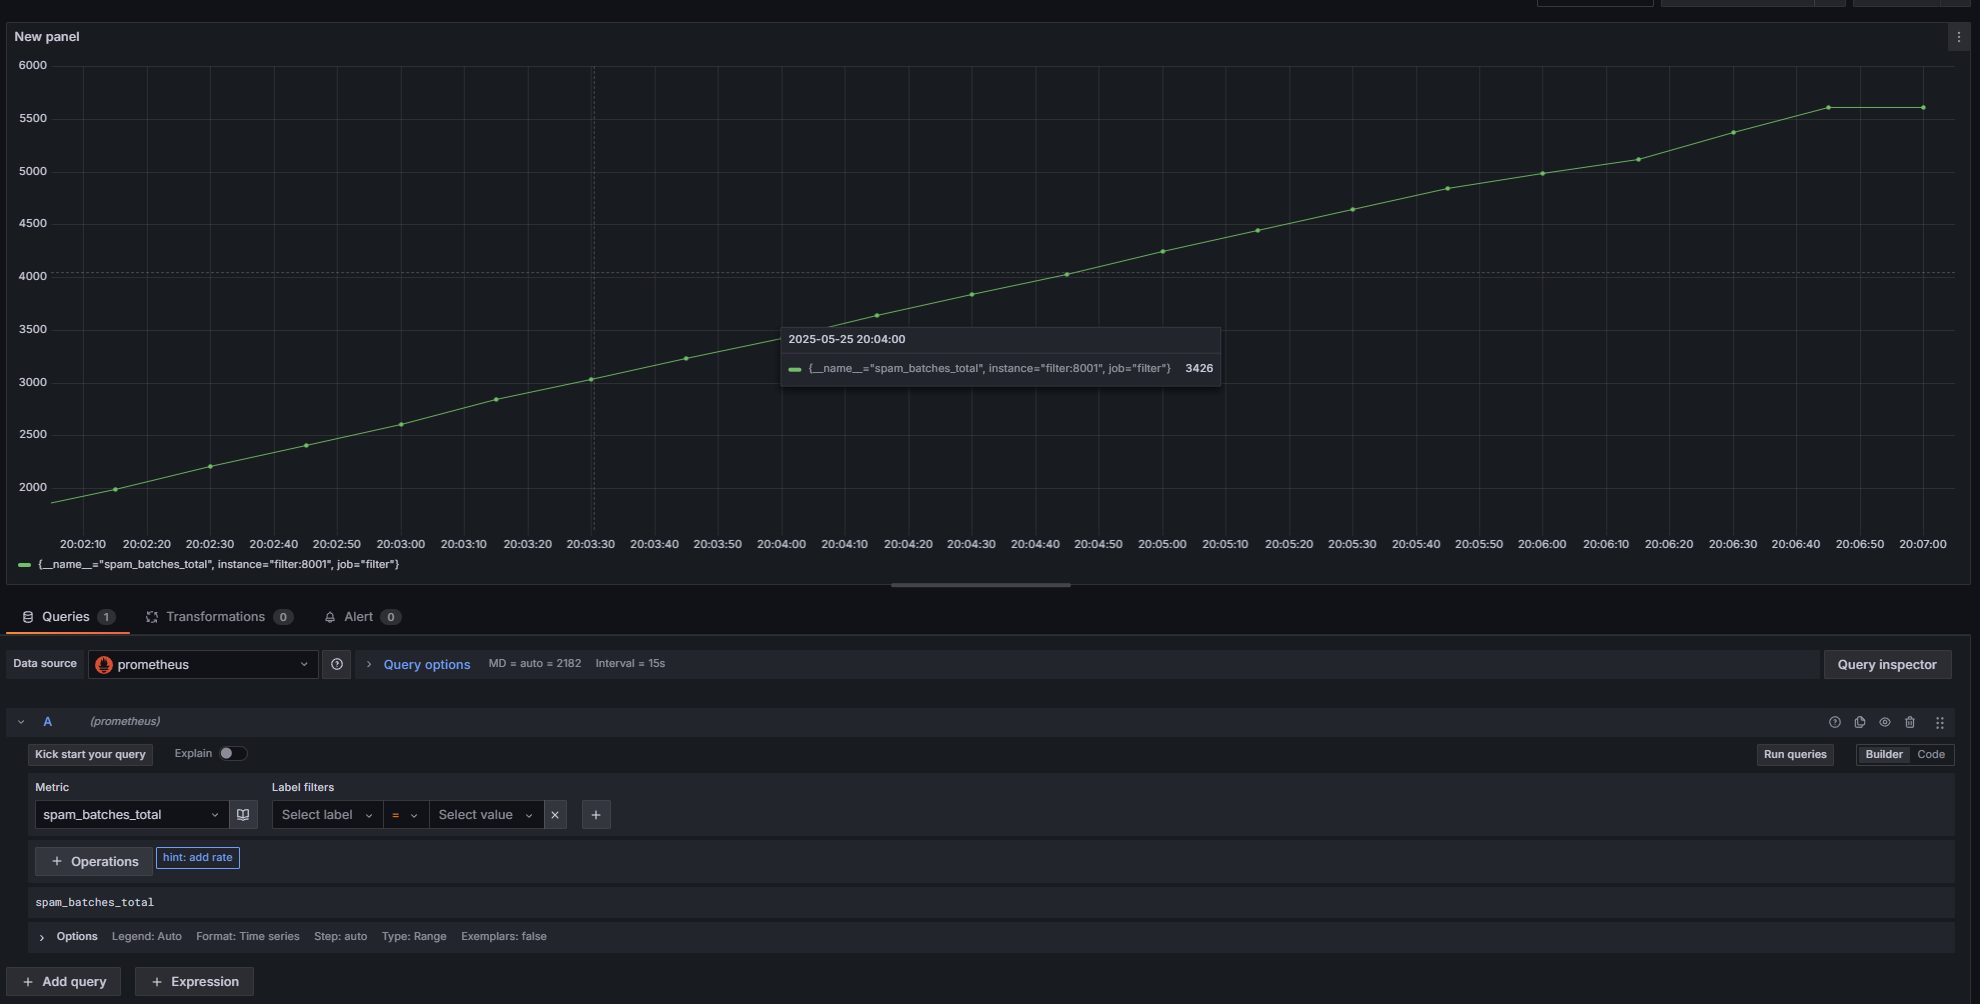 New panel
6000
5500
5000
4500
4000
3500
3000
2500
2000
2025-05-25 20:04:00
{__name__="spam_batches_total", instance="filter:8001", job="filter"} 3426
20:02:10 20:02:20 20:02:30 20:02:40 20:02:50 20:03:00 20:03:10 20:03:20 20:03:30 20:03:40 20:03:50 20:04:00 20:04:10 20:04:20 20:04:30 20:04:40 20:04:50 20:05:00 20:05:10 20:05:20 20:05:30 20:05:40 20:05:50 20:06:00 20:06:10 20:06:20 20:06:30 20:06:40 20:06:50 20:07:00
{__name__="spam_batches_total", instance="filter:8001", job="filter"}
Queries 1 Transformations 0 Alert 0
Data source prometheus Query options MD = auto = 2182 Interval = 15s Query inspector
A (prometheus)
Kick start your query Explain Run queries Builder Code
Metric Label filters
spam_batches_total Select label = Select value
+ Operations hint: add rate
spam_batches_total
Options Legend: Auto Format: Time series Step: auto Type: Range Exemplars: false
+ Add query + Expression